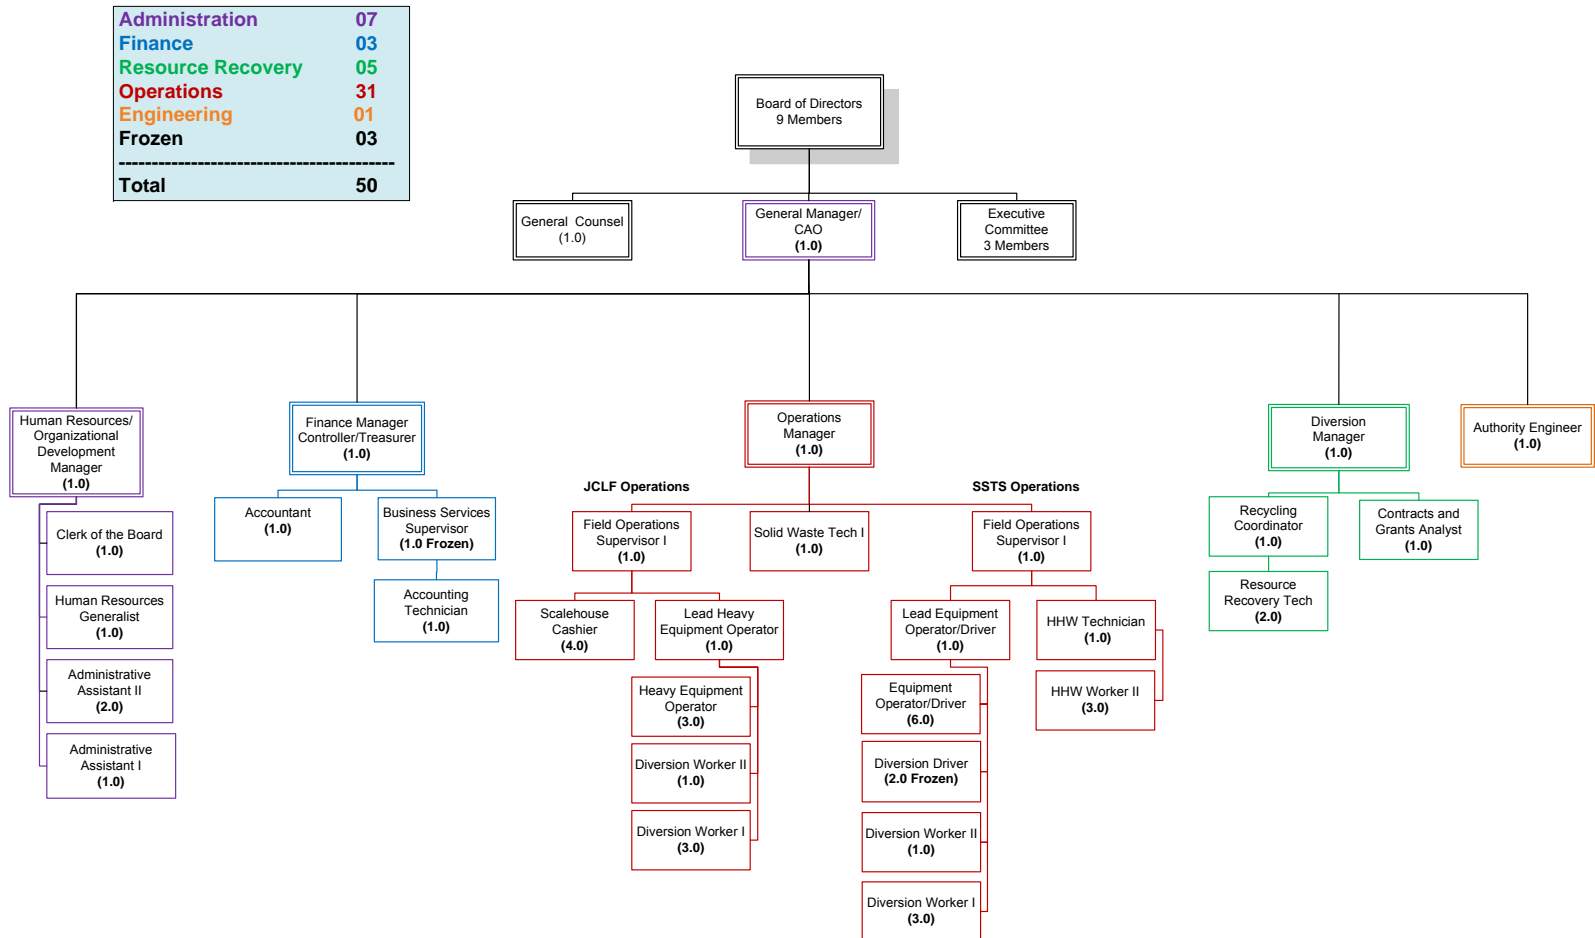 Administration 07
Finance 03
Resource Recovery 05
Operations 31
Engineering 01
Frozen 03
------------------------------------------
Total 50
Board of Directors
9 Members
General Counsel
(1.0)
General Manager/
CAO
(1.0)
Executive
Committee
3 Members
Human Resources/
Organizational
Development
Manager
(1.0)
Finance Manager
Controller/Treasurer
(1.0)
Operations
Manager
(1.0)
Diversion
Manager
(1.0)
Authority Engineer
(1.0)
Clerk of the Board
(1.0)
Human Resources
Generalist
(1.0)
Administrative
Assistant II
(2.0)
Administrative
Assistant I
(1.0)
Accountant
(1.0)
Business Services
Supervisor
(1.0 Frozen)
Accounting
Technician
(1.0)
JCLF Operations
SSTS Operations
Field Operations
Supervisor I
(1.0)
Solid Waste Tech I
(1.0)
Field Operations
Supervisor I
(1.0)
Scalehouse
Cashier
(4.0)
Lead Heavy
Equipment Operator
(1.0)
Heavy Equipment
Operator
(3.0)
Diversion Worker II
(1.0)
Diversion Worker I
(3.0)
Lead Equipment
Operator/Driver
(1.0)
HHW Technician
(1.0)
Equipment
Operator/Driver
(6.0)
HHW Worker II
(3.0)
Diversion Driver
(2.0 Frozen)
Diversion Worker II
(1.0)
Diversion Worker I
(3.0)
Recycling
Coordinator
(1.0)
Contracts and
Grants Analyst
(1.0)
Resource
Recovery Tech
(2.0)